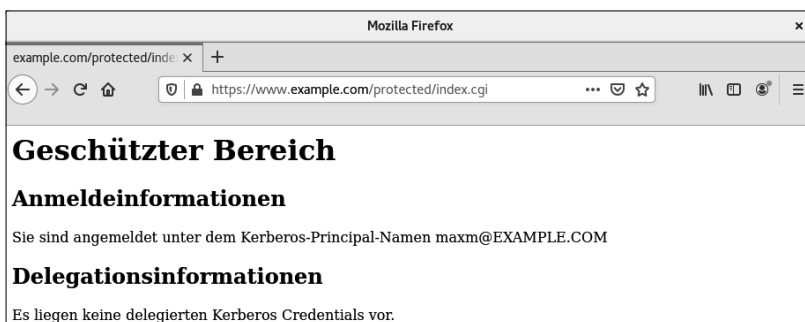 Mozilla Firefox
example.com/protected/inde
https://www.example.com/protected/index.cgi
Geschützter Bereich
Anmeldeinformationen
Sie sind angemeldet unter dem Kerberos-Principal-Namen maxm@EXAMPLE.COM
Delegationsinformationen
Es liegen keine delegierten Kerberos Credentials vor.